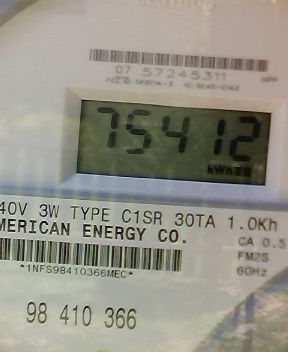 07 57245311
75412
kWh
40V 3W TYPE C1SR 30TA 1.0Kh
MERICAN ENERGY CO.
CA 0.5
FM2S
*1NFS98410366MEC*
60Hz
98 410 366